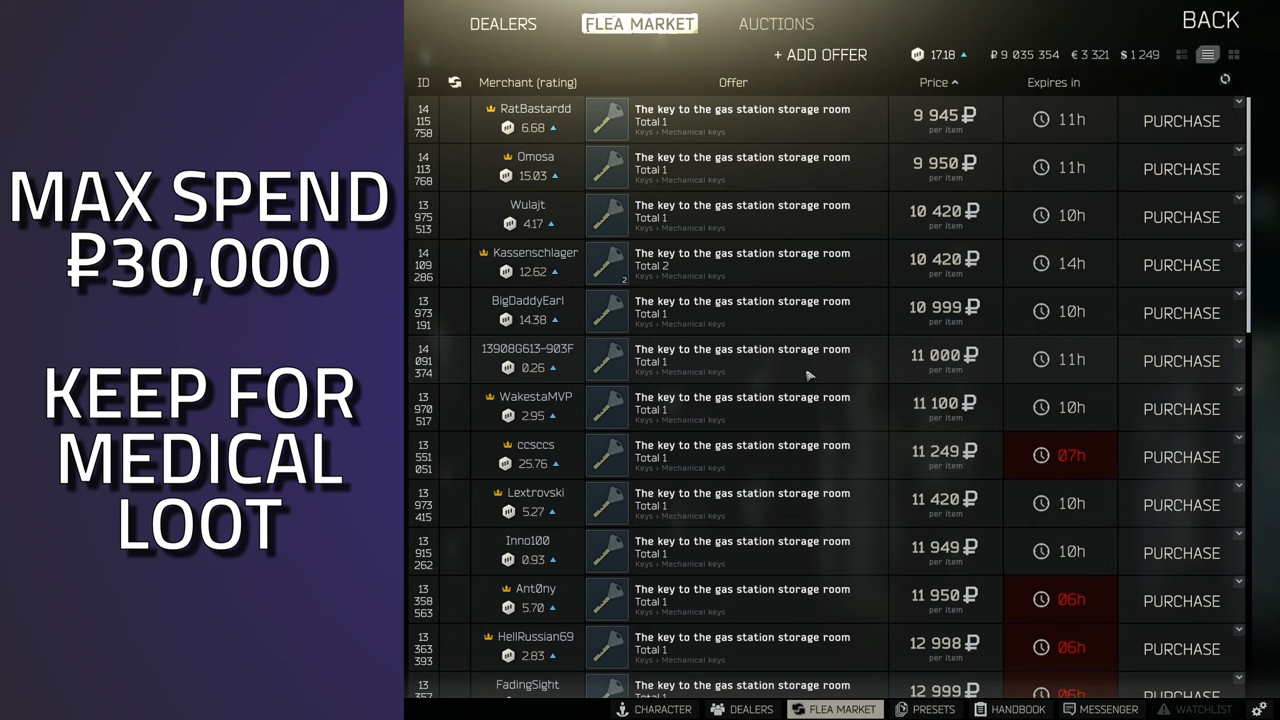 MAX SPEND
₽30,000
KEEP FOR
MEDICAL
LOOT
DEALERS FLEA MARKET AUCTIONS BACK
+ ADD OFFER 17.18 ₽ 9 035 354 € 3 321 $ 1 249
ID Merchant (rating) Offer Price Expires in
14 115 758 RatBastardd 6.68 The key to the gas station storage room Total 1 Keys > Mechanical keys 9 945 ₽ per item 11h PURCHASE
14 113 768 Omosa 15.03 The key to the gas station storage room Total 1 Keys > Mechanical keys 9 950 ₽ per item 11h PURCHASE
13 975 513 Wulajt 4.17 The key to the gas station storage room Total 1 Keys > Mechanical keys 10 420 ₽ per item 10h PURCHASE
14 109 286 Kassenschlager 12.62 2 The key to the gas station storage room Total 2 Keys > Mechanical keys 10 420 ₽ per item 14h PURCHASE
13 973 191 BigDaddyEarl 14.38 The key to the gas station storage room Total 1 Keys > Mechanical keys 10 999 ₽ per item 10h PURCHASE
14 091 374 13908G613-903F 0.26 The key to the gas station storage room Total 1 Keys > Mechanical keys 11 000 ₽ per item 11h PURCHASE
13 970 517 WakestaMVP 2.95 The key to the gas station storage room Total 1 Keys > Mechanical keys 11 100 ₽ per item 10h PURCHASE
13 551 051 ccsccs 25.76 The key to the gas station storage room Total 1 Keys > Mechanical keys 11 249 ₽ per item 07h PURCHASE
13 973 415 Lextrovski 5.27 The key to the gas station storage room Total 1 Keys > Mechanical keys 11 420 ₽ per item 10h PURCHASE
13 915 262 Inno100 0.93 The key to the gas station storage room Total 1 Keys > Mechanical keys 11 949 ₽ per item 10h PURCHASE
13 358 563 Ant0ny 5.70 The key to the gas station storage room Total 1 Keys > Mechanical keys 11 950 ₽ per item 06h PURCHASE
13 363 393 HellRussian69 2.83 The key to the gas station storage room Total 1 Keys > Mechanical keys 12 998 ₽ per item 06h PURCHASE
13 FadingSight The key to the gas station storage room 12 999 ₽ 06h
CHARACTER DEALERS FLEA MARKET PRESETS HANDBOOK MESSENGER WATCHLIST